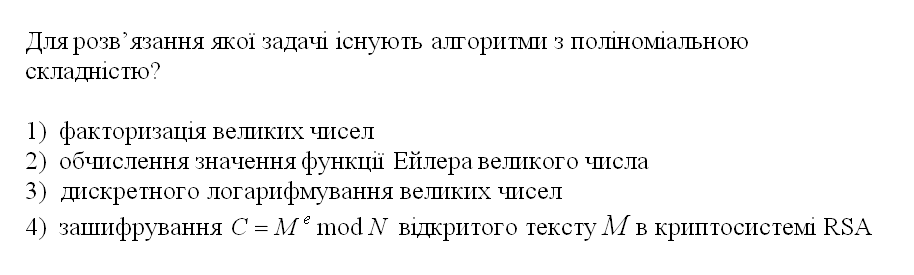 Для розв’язання якої задачі існують алгоритми з поліноміальною
складністю?
1) факторизація великих чисел
2) обчислення значення функції Ейлера великого числа
3) дискретного логарифмування великих чисел
4) зашифрування C = M^e mod N відкритого тексту M в криптосистемі RSA